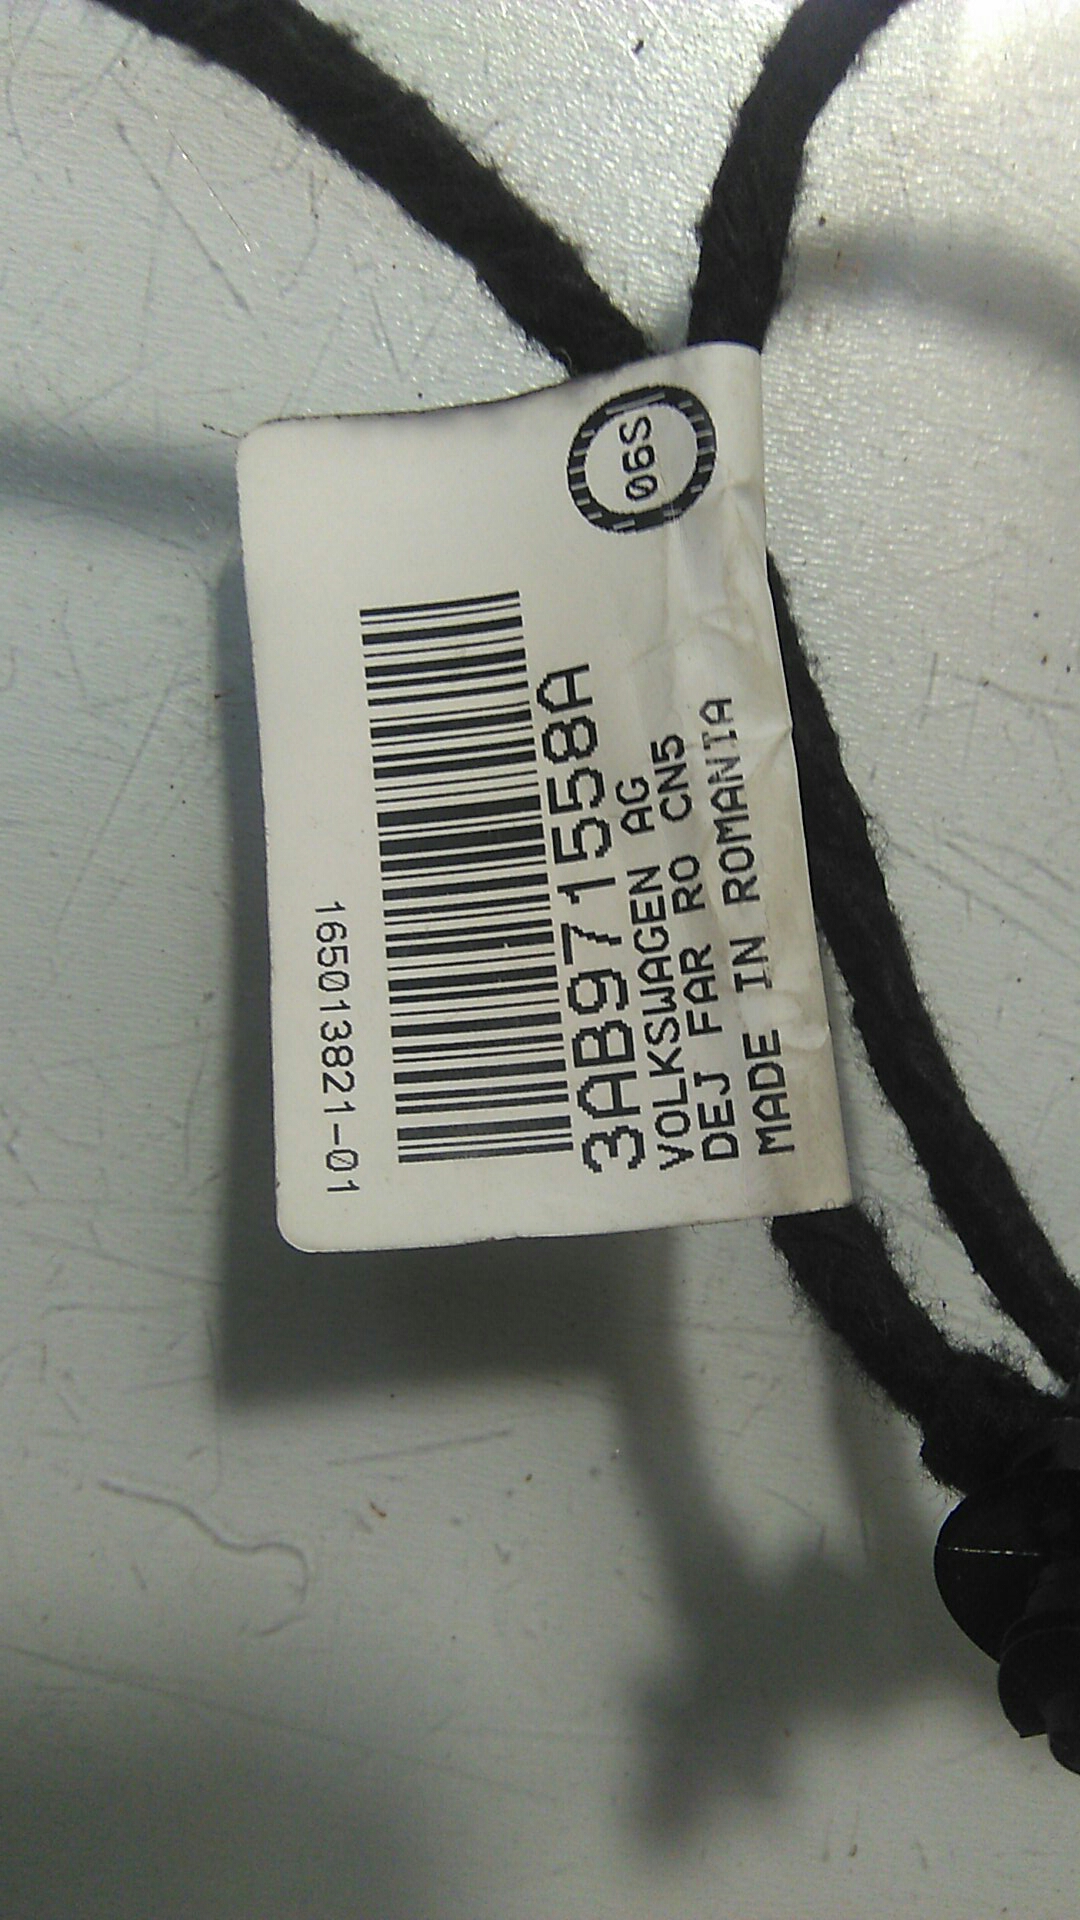 06S
3AB971558A
VOLKSWAGEN AG
DEJ FAR RO CN5
MADE IN ROMANIA
165013821-01